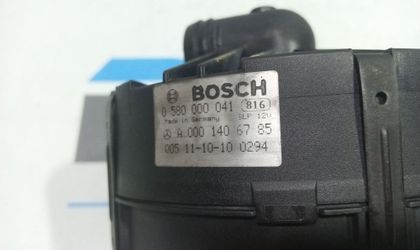 BOSCH
0 580 000 041 816
Made in Germany SLP 12V
A 000 140 67 85
005 11-10-10 0294